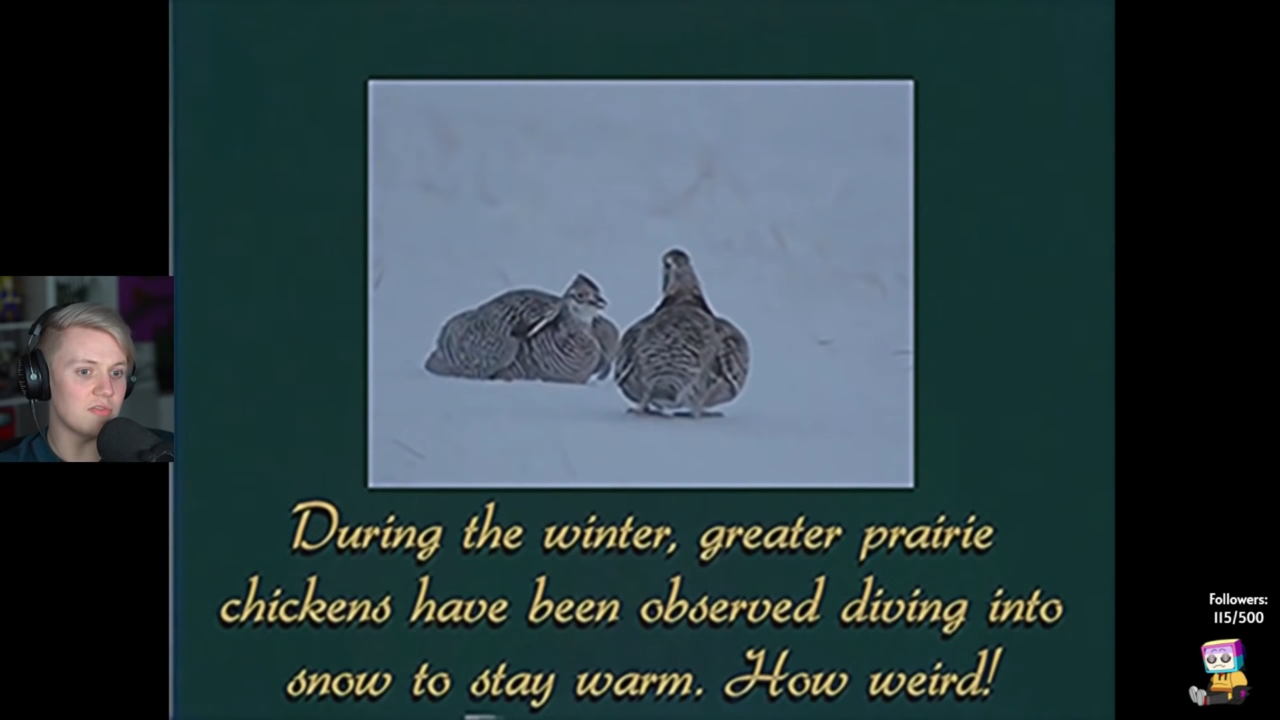 During the winter, greater prairie
chickens have been observed diving into
snow to stay warm. How weird!
Followers:
115/500